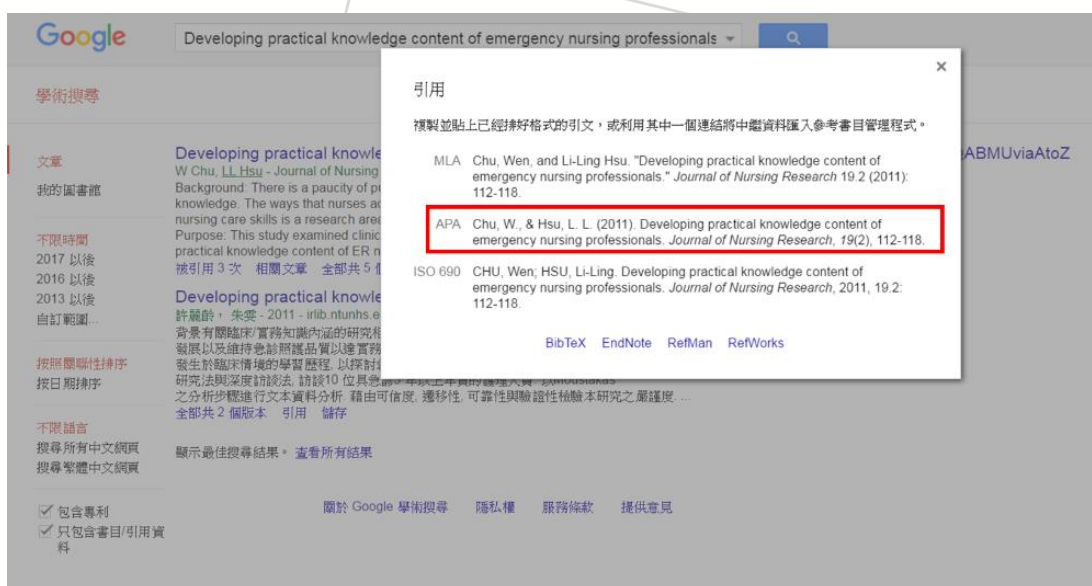 Google
Developing practical knowledge content of emergency nursing professionals
學術搜尋
文章
我的圖書館
不限時間
2017 以後
2016 以後
2013 以後
自訂範圍...
按照關聯性排序
按日期排序
不限語言
搜尋所有中文網頁
搜尋繁體中文網頁
包含專利
只包含書目/引用資
料
Developing practical knowle
W Chu, LL Hsu - Journal of Nursing
Background: There is a paucity of
knowledge. The ways that nurses
nursing care skills is a research area
Purpose: This study examined clinic
practical knowledge content of ER
被引用 3 次 相關文章 全部共 5
ABMUviaAtoZ
Developing practical knowle
許麗齡, 朱雯 - 2011 - irlib.ntunhs.e
背景有關臨床/實務知識內涵的研究
發展以及維持急診照護品質以達實務
發生於臨床情境的學習歷程, 以探討
研究法與深度訪談法, 訪談10 位具急診
之分析步驟進行文本資料分析. 藉由可信度, 遷移性, 可靠性與驗證性檢驗本研究之嚴謹度. ...
全部共 2 個版本 引用 儲存
顯示最佳搜尋結果。 查看所有結果
關於 Google 學術搜尋 隱私權 服務條款 提供意見
×
引用
複製並貼上已經排好格式的引文，或利用其中一個連結將中繼資料匯入參考書目管理程式。
MLA Chu, Wen, and Li-Ling Hsu. "Developing practical knowledge content of
emergency nursing professionals." Journal of Nursing Research 19.2 (2011):
112-118.
APA Chu, W., & Hsu, L. L. (2011). Developing practical knowledge content of
emergency nursing professionals. Journal of Nursing Research, 19(2), 112-118.
ISO 690 CHU, Wen; HSU, Li-Ling. Developing practical knowledge content of
emergency nursing professionals. Journal of Nursing Research, 2011, 19.2:
112-118.
BibTeX EndNote RefMan RefWorks